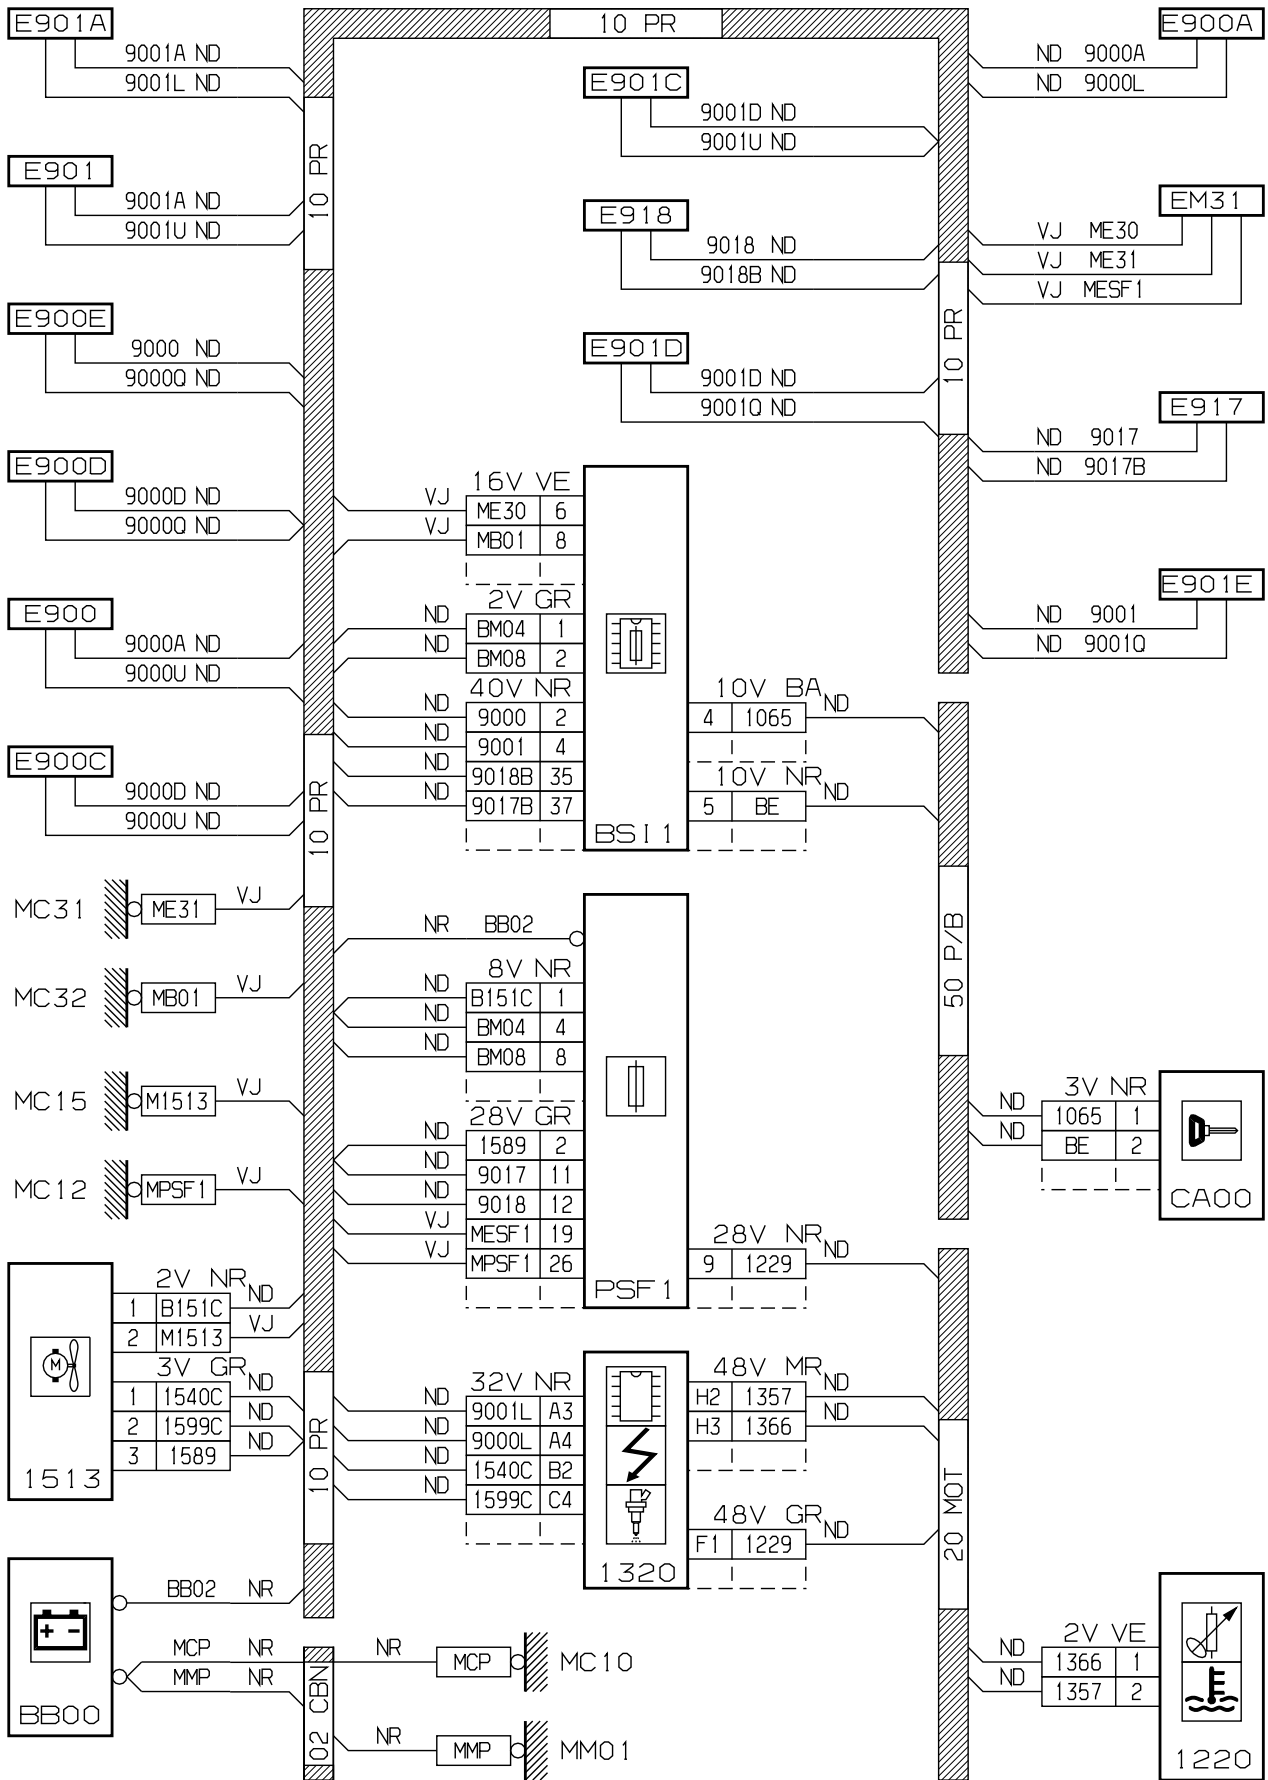 10 PR
E901A
9001A ND
9001L ND
10 PR
E901
9001A ND
9001U ND
E900E
9000 ND
9000Q ND
E900D
9000D ND
9000Q ND
E900
9000A ND
9000U ND
E900C
9000D ND
9000U ND
10 PR
MC31 ME31 VJ
MC32 MB01 VJ
MC15 M1513 VJ
MC12 MPSF1 VJ
2V NR
1 B151C ND
2 M1513 VJ
3V GR
1 1540C ND
2 1599C ND
3 1589 ND
1513
10 PR
BB02 NR
MCP NR
MMP NR
BB00
02 CBN
NR MCP MC10
NR MMP MM01
E901C
9001D ND
9001U ND
E918
9018 ND
9018B ND
E901D
9001D ND
9001Q ND
16V VE
VJ ME30 6
VJ MB01 8
2V GR
ND BM04 1
ND BM08 2
40V NR
ND 9000 2
ND 9001 4
ND 9018B 35
ND 9017B 37
BSI1
10V BA
4 1065 ND
10V NR
5 BE ND
NR BB02
8V NR
ND B151C 1
ND BM04 4
ND BM08 8
28V GR
ND 1589 2
ND 9017 11
ND 9018 12
VJ MESF1 19
VJ MPSF1 26
PSF1
28V NR
9 1229 ND
32V NR
ND 9001L A3
ND 9000L A4
ND 1540C B2
ND 1599C C4
1320
48V MR
H2 1357 ND
H3 1366 ND
48V GR
F1 1229 ND
E900A
ND 9000A
ND 9000L
EM31
VJ ME30
VJ ME31
VJ MESF1
10 PR
E917
ND 9017
ND 9017B
E901E
ND 9001
ND 9001Q
50 P/B
3V NR
ND 1065 1
ND BE 2
CA00
20 MOT
2V VE
ND 1366 1
ND 1357 2
1220
M
+ -